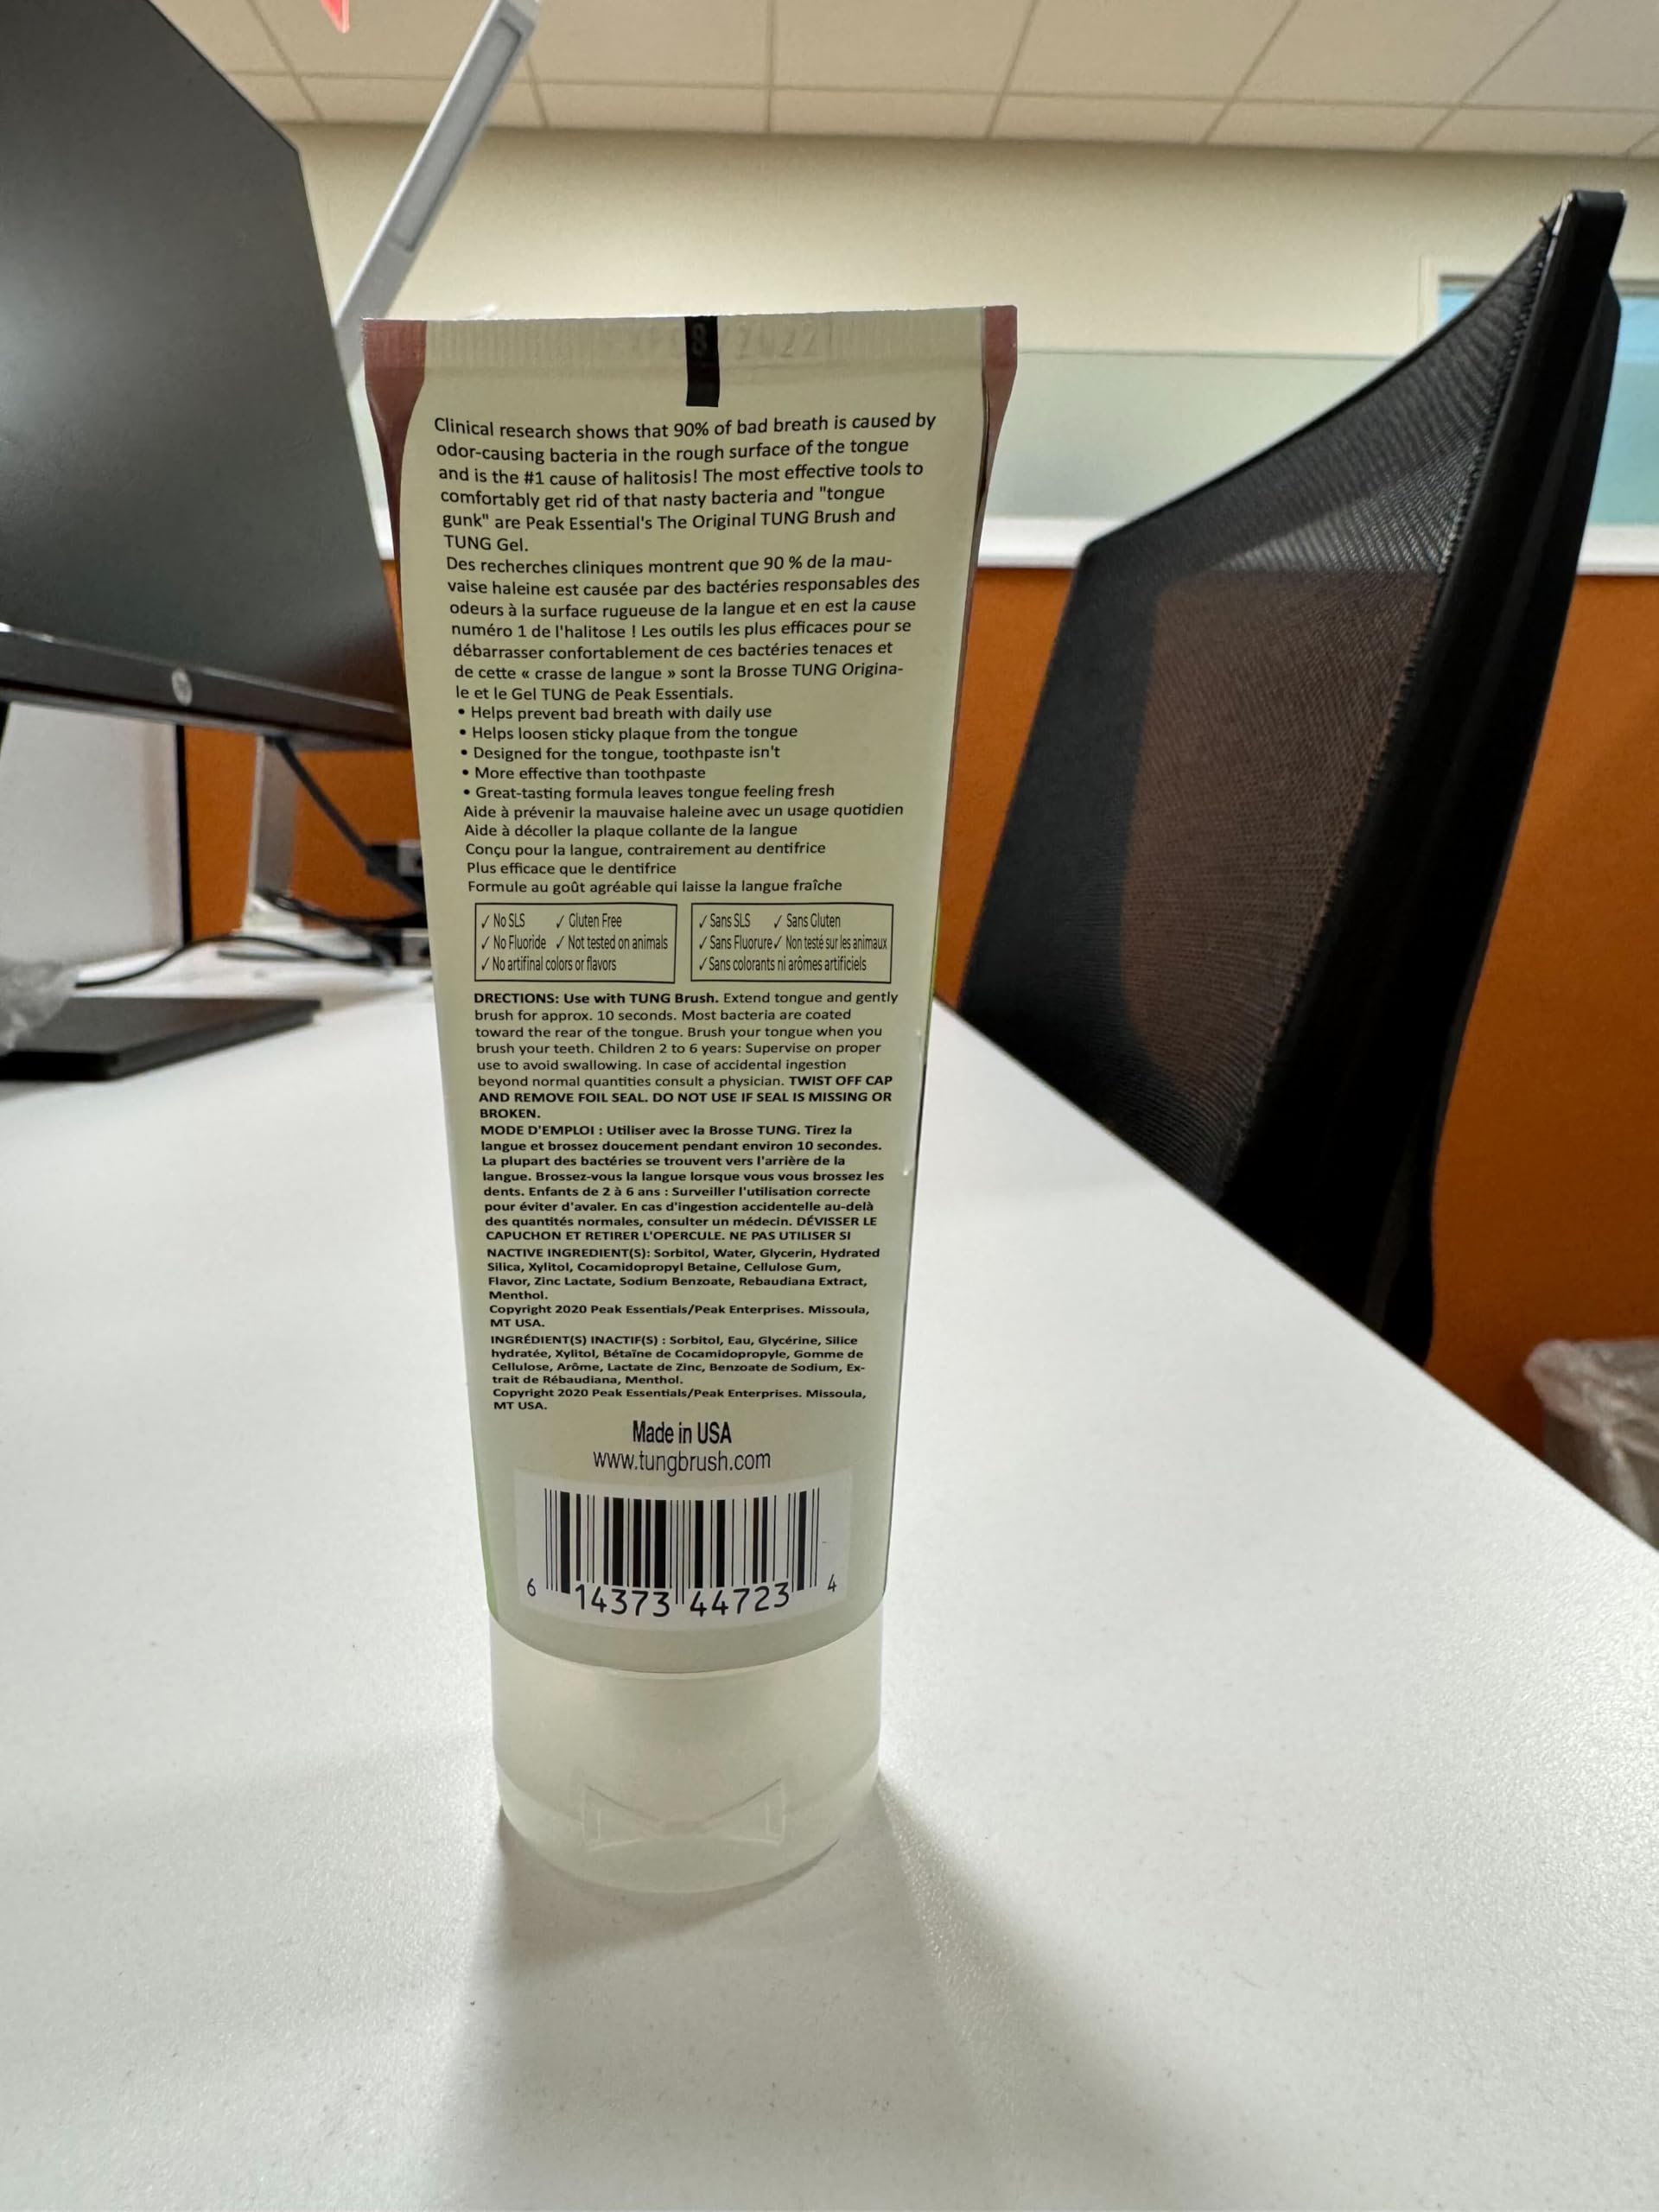 8 2022
Clinical research shows that 90% of bad breath is caused by
odor-causing bacteria in the rough surface of the tongue
and is the #1 cause of halitosis! The most effective tools to
comfortably get rid of that nasty bacteria and "tongue
gunk" are Peak Essential's The Original TUNG Brush and
TUNG Gel.
Des recherches cliniques montrent que 90 % de la mau-
vaise haleine est causée par des bactéries responsables des
odeurs à la surface rugueuse de la langue et en est la cause
numéro 1 de l'halitose ! Les outils les plus efficaces pour se
débarrasser confortablement de ces bactéries tenaces et
de cette « crasse de langue » sont la Brosse TUNG Origina-
le et le Gel TUNG de Peak Essentials.
• Helps prevent bad breath with daily use
• Helps loosen sticky plaque from the tongue
• Designed for the tongue, toothpaste isn't
• More effective than toothpaste
• Great-tasting formula leaves tongue feeling fresh
Aide à prévenir la mauvaise haleine avec un usage quotidien
Aide à décoller la plaque collante de la langue
Conçu pour la langue, contrairement au dentifrice
Plus efficace que le dentifrice
Formule au goût agréable qui laisse la langue fraîche
✓ No SLS ✓ Gluten Free
✓ No Fluoride ✓ Not tested on animals
✓ No artifinal colors or flavors
✓ Sans SLS ✓ Sans Gluten
✓ Sans Fluorure ✓ Non testé sur les animaux
✓ Sans colorants ni arômes artificiels
DRECTIONS: Use with TUNG Brush. Extend tongue and gently
brush for approx. 10 seconds. Most bacteria are coated
toward the rear of the tongue. Brush your tongue when you
brush your teeth. Children 2 to 6 years: Supervise on proper
use to avoid swallowing. In case of accidental ingestion
beyond normal quantities consult a physician. TWIST OFF CAP
AND REMOVE FOIL SEAL. DO NOT USE IF SEAL IS MISSING OR
BROKEN.
MODE D'EMPLOI : Utiliser avec la Brosse TUNG. Tirez la
langue et brossez doucement pendant environ 10 secondes.
La plupart des bactéries se trouvent vers l'arrière de la
langue. Brossez-vous la langue lorsque vous vous brossez les
dents. Enfants de 2 à 6 ans : Surveiller l'utilisation correcte
pour éviter d'avaler. En cas d'ingestion accidentelle au-delà
des quantités normales, consulter un médecin. DÉVISSER LE
CAPUCHON ET RETIRER L'OPERCULE. NE PAS UTILISER SI
NACTIVE INGREDIENT(S): Sorbitol, Water, Glycerin, Hydrated
Silica, Xylitol, Cocamidopropyl Betaine, Cellulose Gum,
Flavor, Zinc Lactate, Sodium Benzoate, Rebaudiana Extract,
Menthol.
Copyright 2020 Peak Essentials/Peak Enterprises. Missoula,
MT USA.
INGRÉDIENT(S) INACTIF(S) : Sorbitol, Eau, Glycérine, Silice
hydratée, Xylitol, Bétaïne de Cocamidopropyle, Gomme de
Cellulose, Arôme, Lactate de Zinc, Benzoate de Sodium, Ex-
trait de Rébaudiana, Menthol.
Copyright 2020 Peak Essentials/Peak Enterprises. Missoula,
MT USA.
Made in USA
www.tungbrush.com
6 14373 44723 4
hp